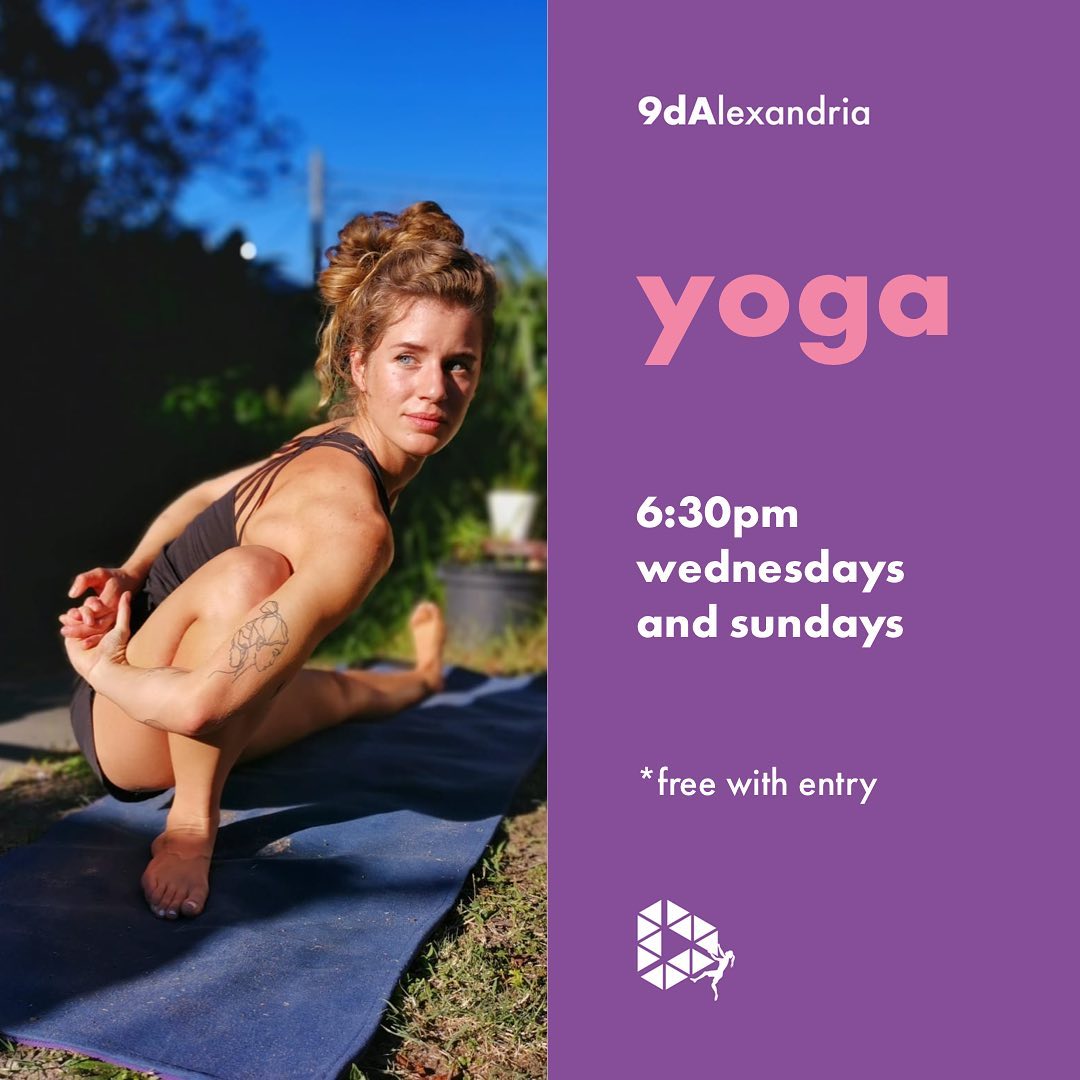 9dAlexandria
yoga
6:30pm
wednesdays
and sundays
*free with entry